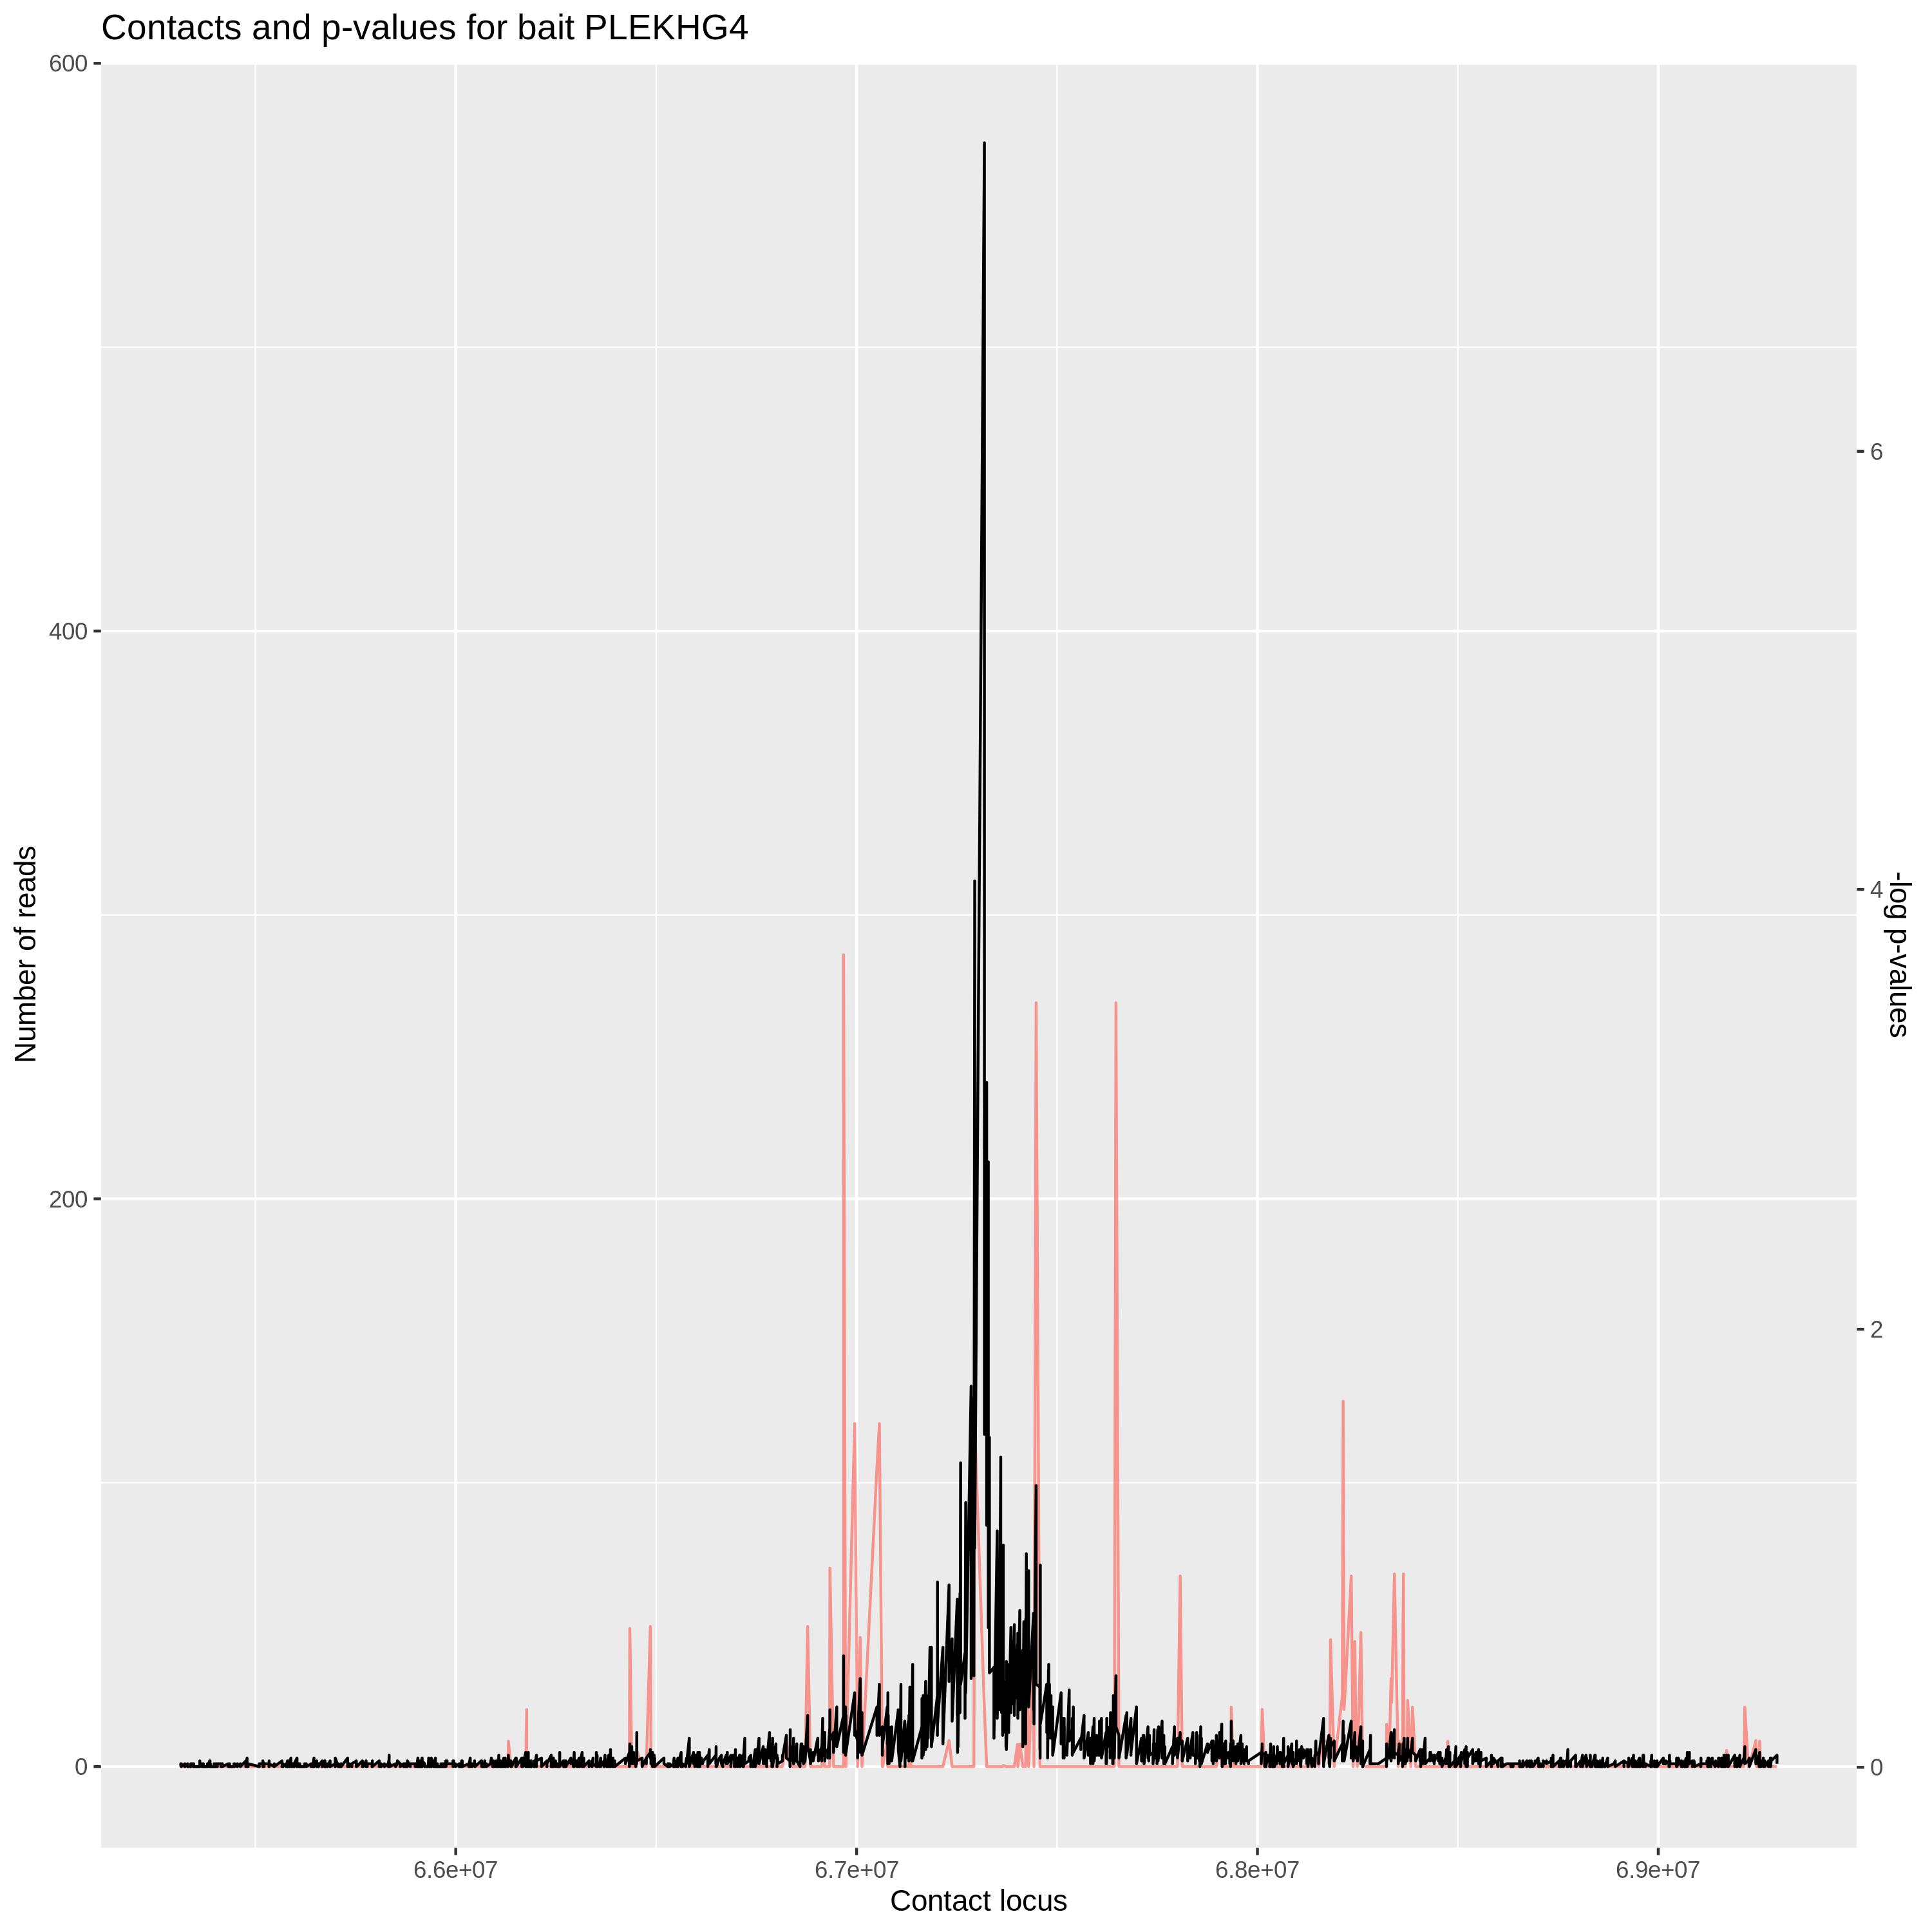 Contacts and p-values for bait PLEKHG4
600
400
200
0
Number of reads
6
4
2
0
-log p-values
6.6e+07
6.7e+07
6.8e+07
6.9e+07
Contact locus